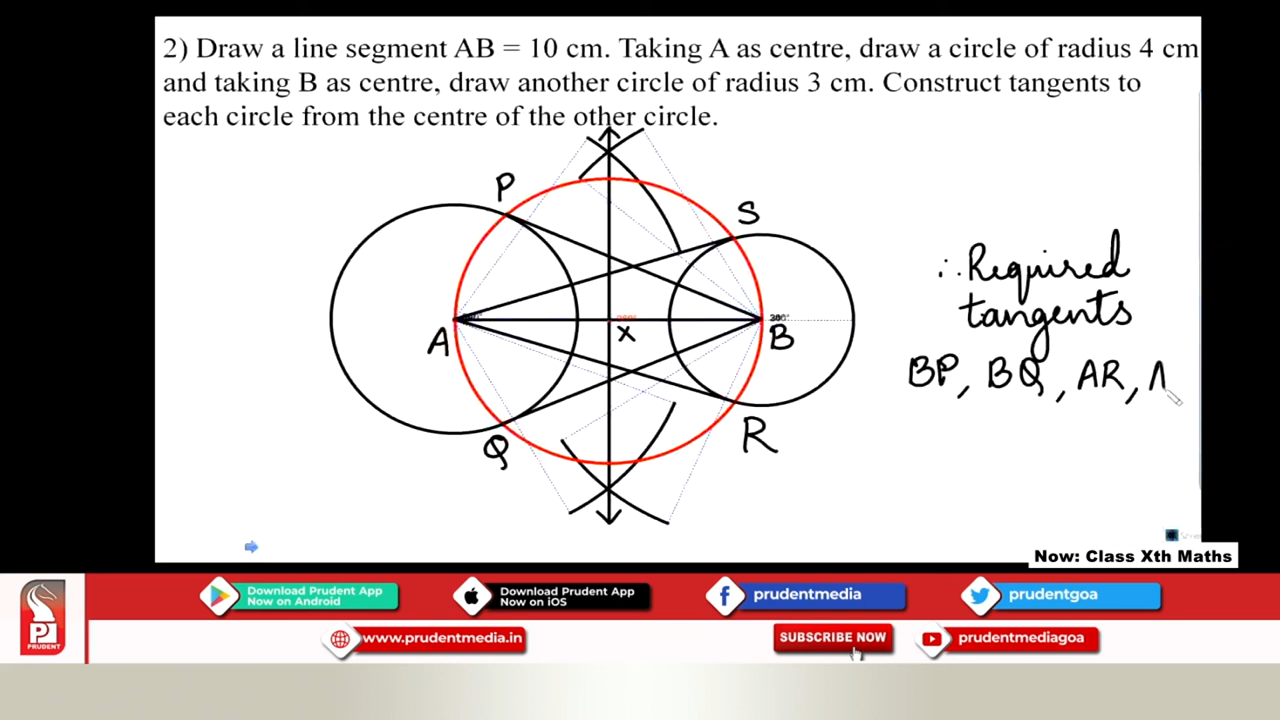 2) Draw a line segment AB = 10 cm. Taking A as centre, draw a circle of radius 4 cm
and taking B as centre, draw another circle of radius 3 cm. Construct tangents to
each circle from the centre of the other circle.
P
S
∴ Required
tangents
A
X
B
BP, BQ, AR, A
Q
R
Now: Class Xth Maths
Download Prudent App
Now on Android
Download Prudent App
Now on iOS
prudentmedia
prudentgoa
PRUDENT
www.prudentmedia.in
SUBSCRIBE NOW
prudentmediagoa